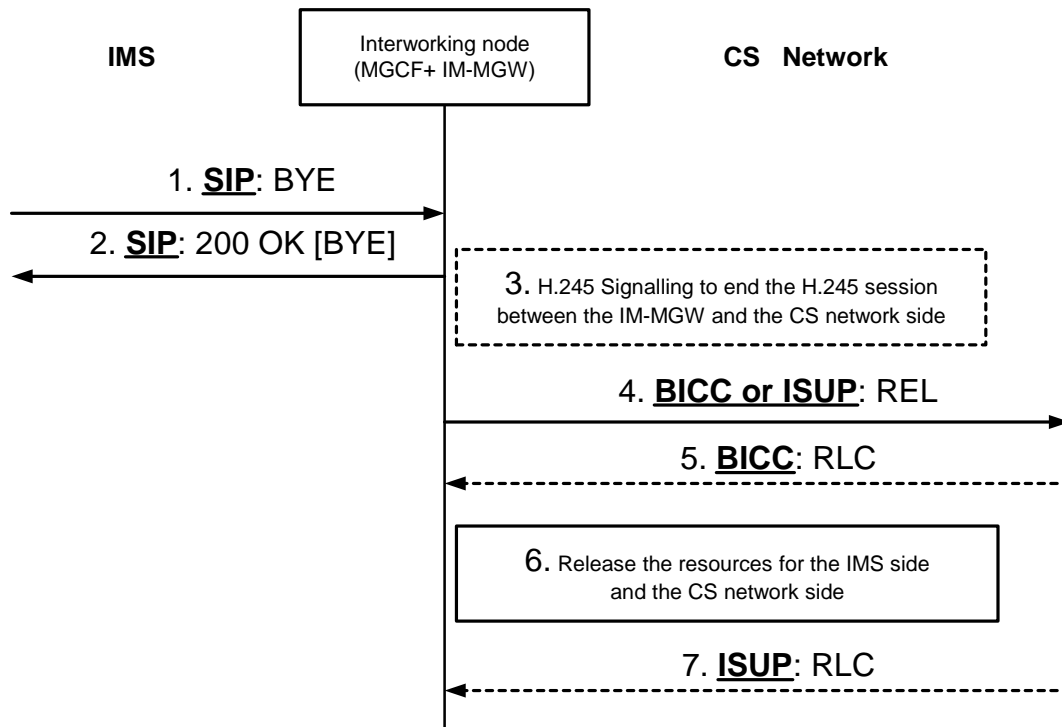 IMS
Interworking node
(MGCF+ IM-MGW)
CS Network
1. SIP: BYE
2. SIP: 200 OK [BYE]
3. H.245 Signalling to end the H.245 session
between the IM-MGW and the CS network side
4. BICC or ISUP: REL
5. BICC: RLC
6. Release the resources for the IMS side
and the CS network side
7. ISUP: RLC